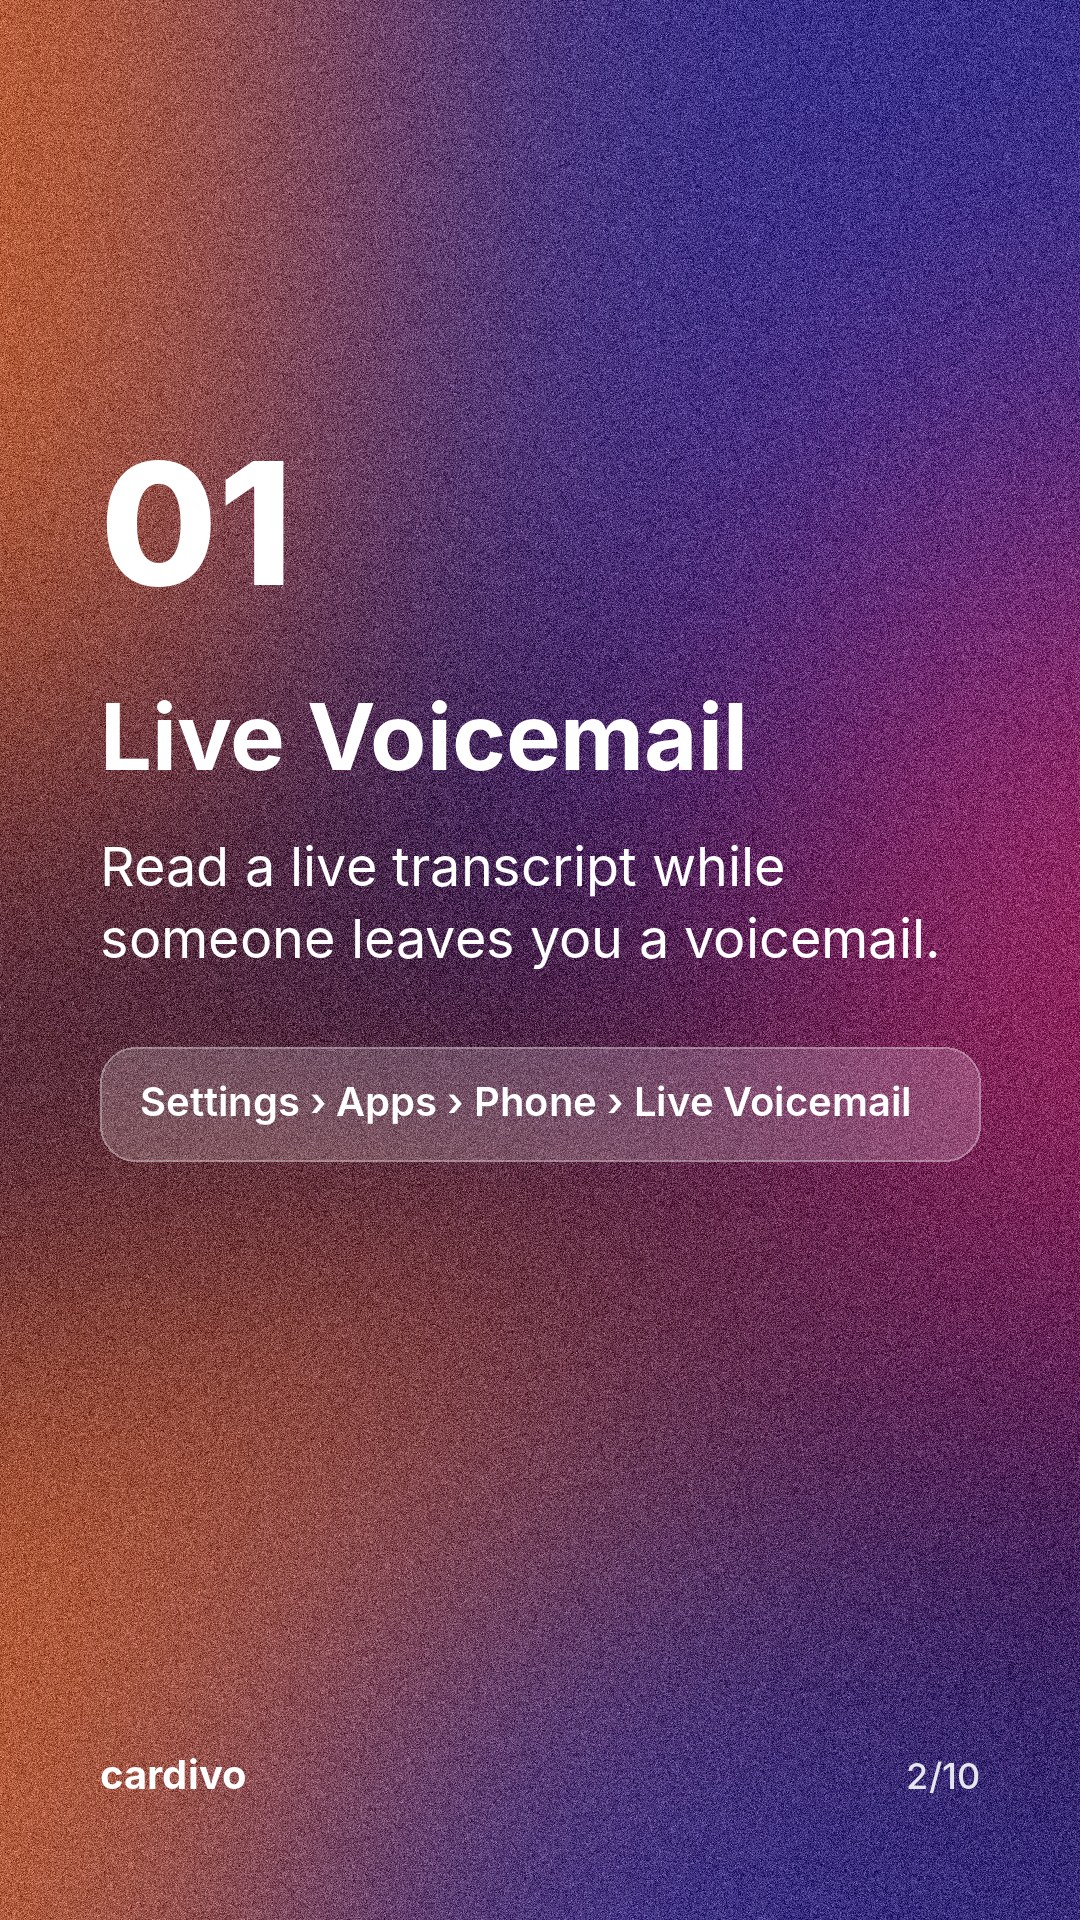 01
Live Voicemail
Read a live transcript while
someone leaves you a voicemail.
Settings › Apps › Phone › Live Voicemail
cardivo
2/10